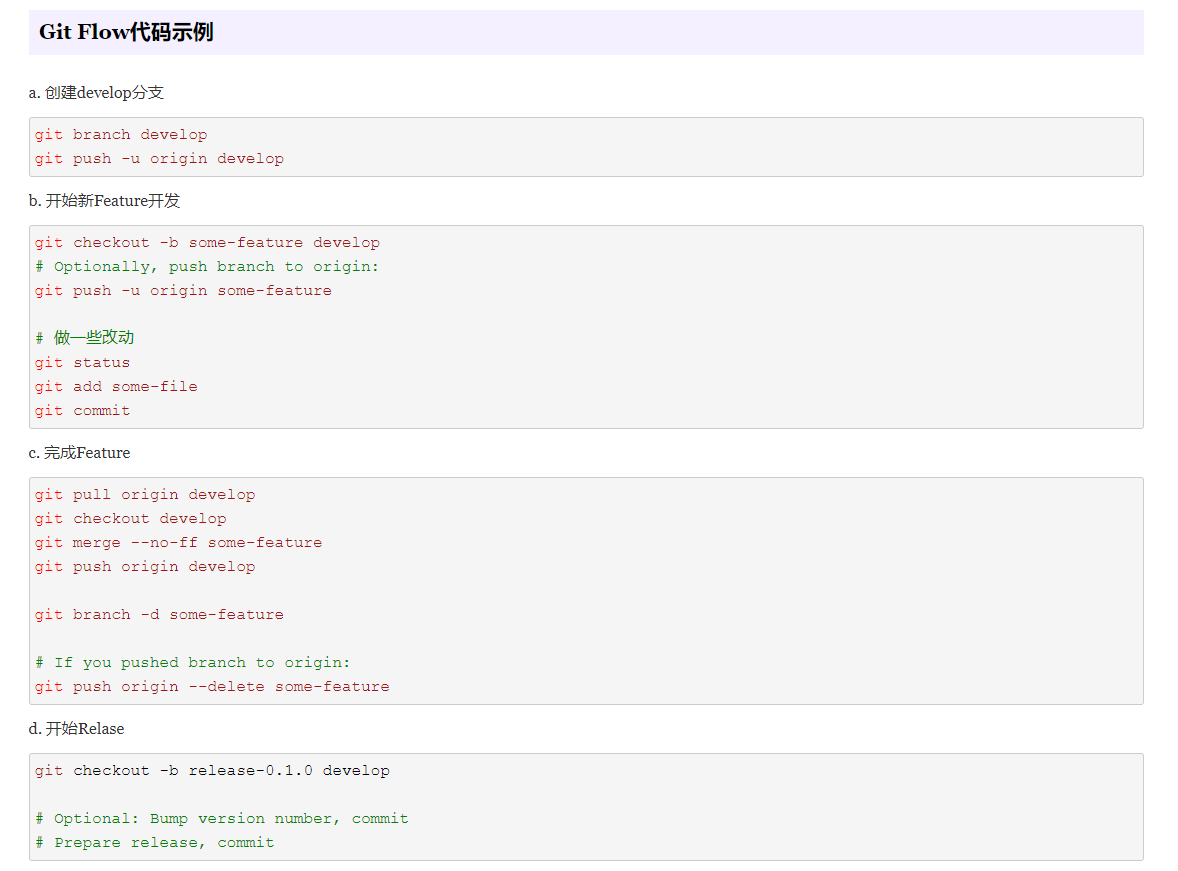 Git Flow代码示例
a. 创建develop分支
git branch develop
git push -u origin develop
b. 开始新Feature开发
git checkout -b some-feature develop
# Optionally, push branch to origin:
git push -u origin some-feature
# 做一些改动
git status
git add some-file
git commit
c. 完成Feature
git pull origin develop
git checkout develop
git merge --no-ff some-feature
git push origin develop
git branch -d some-feature
# If you pushed branch to origin:
git push origin --delete some-feature
d. 开始Relase
git checkout -b release-0.1.0 develop
# Optional: Bump version number, commit
# Prepare release, commit